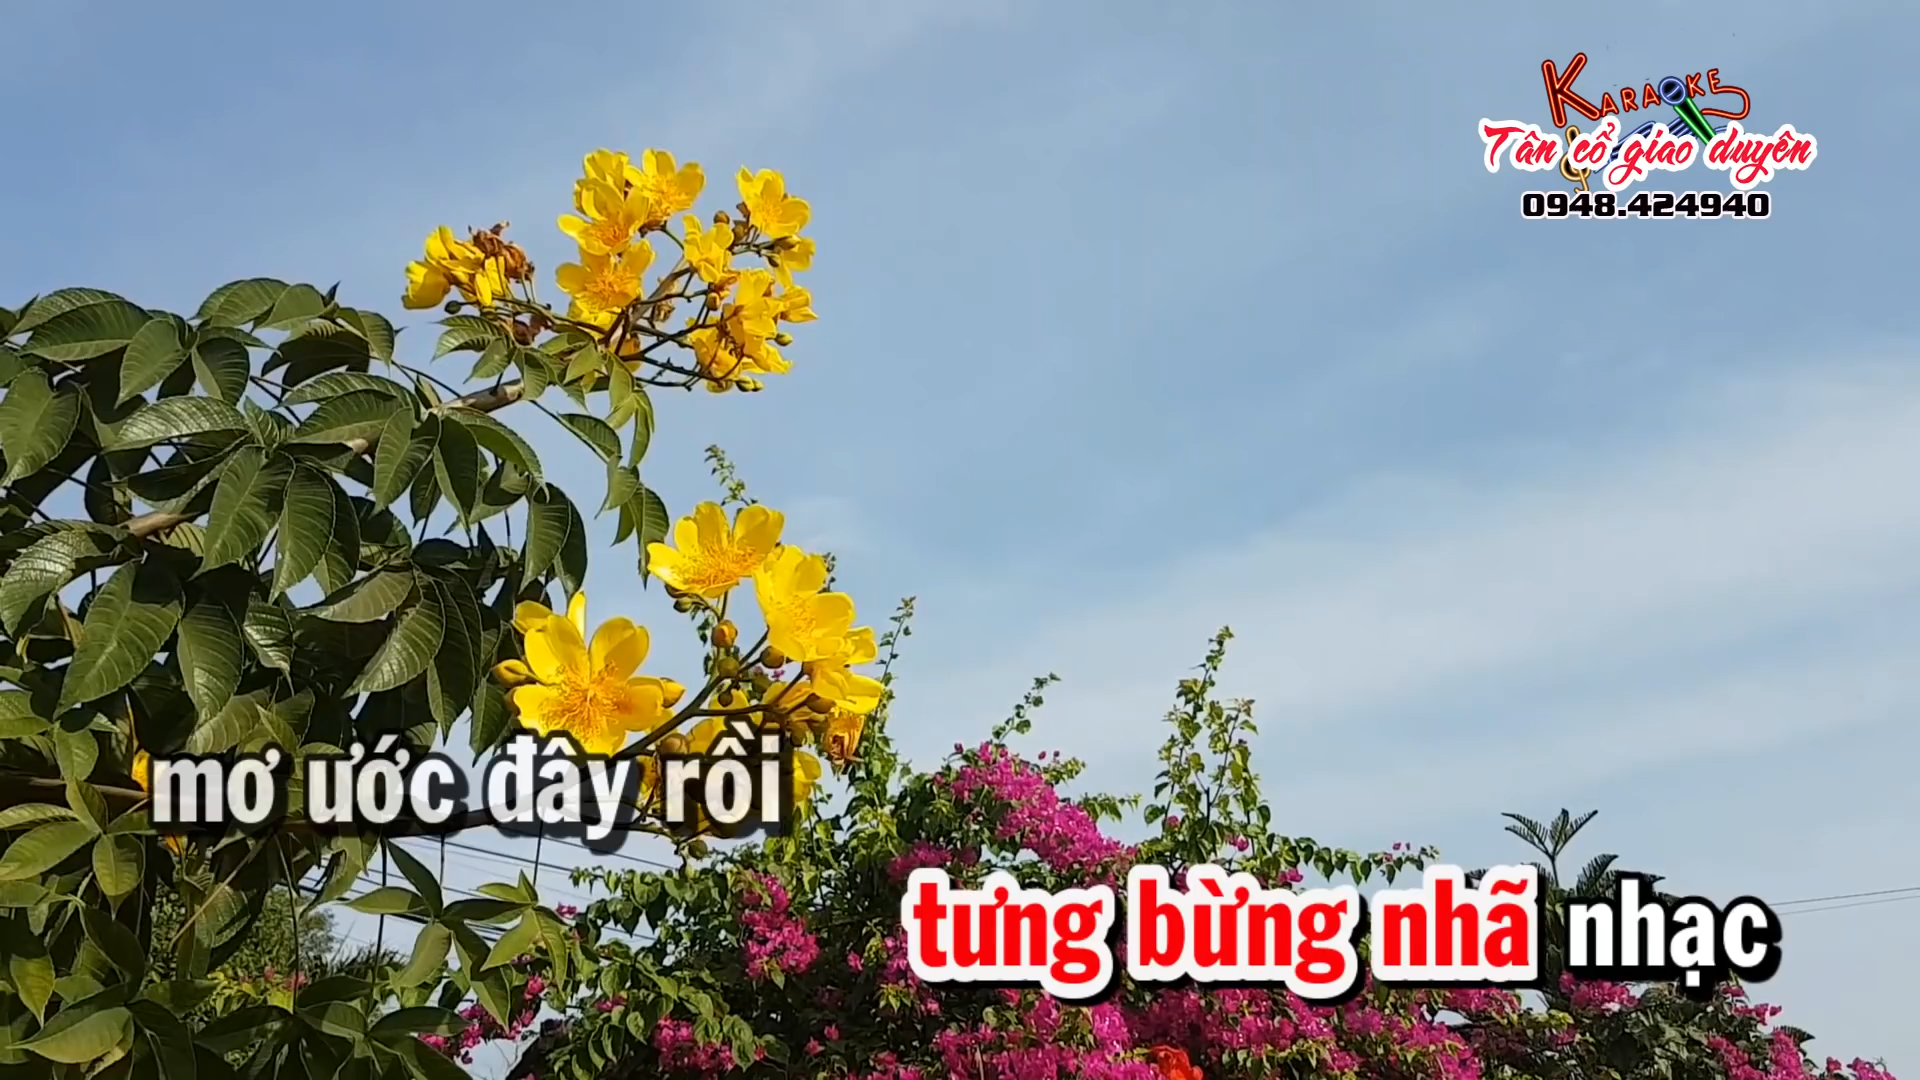 KARAOKE
Tân cổ giao duyên
0948.424940
mơ ước đây rồi
tưng bừng nhã nhạc